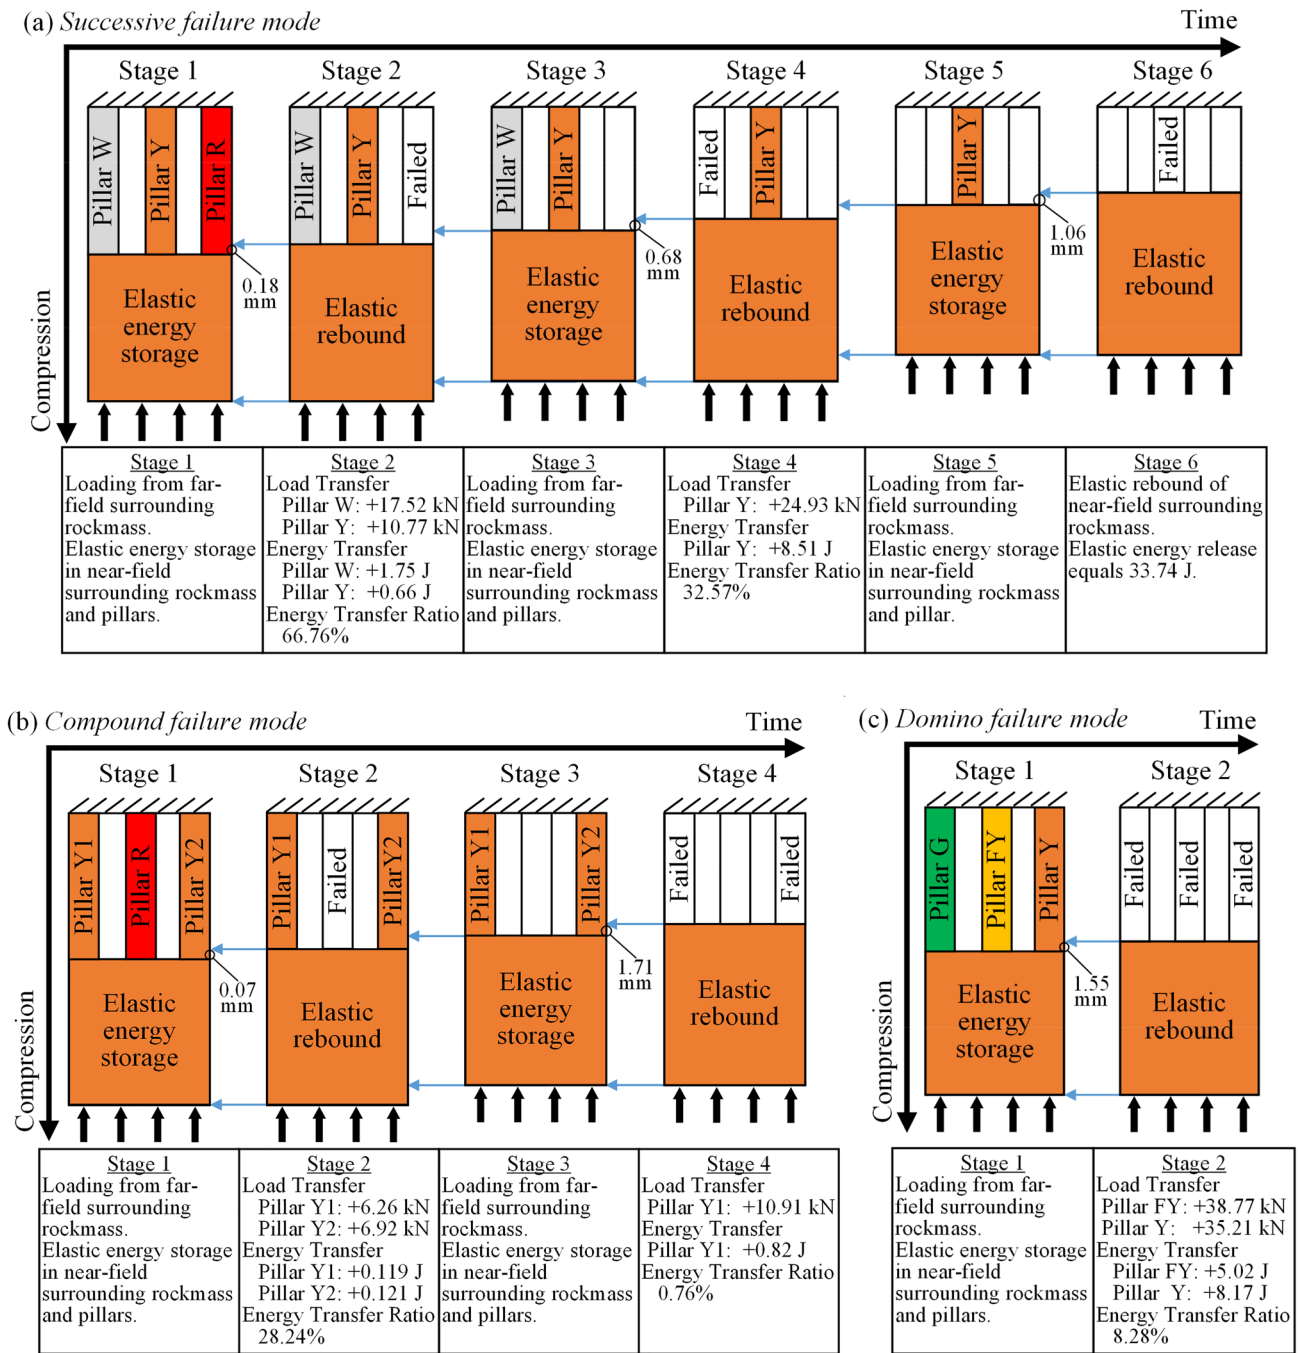 (a) Successive failure mode
Time
Stage 1
Stage 2
Stage 3
Stage 4
Stage 5
Stage 6
Compression
Pillar W
Pillar Y
Pillar R
Pillar W
Pillar Y
Failed
Pillar W
Pillar Y
Failed
Pillar Y
Pillar Y
Failed
0.18
mm
0.68
mm
1.06
mm
Elastic
energy
storage
Elastic
rebound
Elastic
energy
storage
Elastic
rebound
Elastic
energy
storage
Elastic
rebound
Stage 1
Loading from far-
field surrounding
rockmass.
Elastic energy storage
in near-field
surrounding rockmass
and pillars.
Stage 2
Load Transfer
Pillar W: +17.52 kN
Pillar Y: +10.77 kN
Energy Transfer
Pillar W: +1.75 J
Pillar Y: +0.66 J
Energy Transfer Ratio
66.76%
Stage 3
Loading from far-
field surrounding
rockmass.
Elastic energy storage
in near-field
surrounding rockmass
and pillars.
Stage 4
Load Transfer
Pillar Y: +24.93 kN
Energy Transfer
Pillar Y: +8.51 J
Energy Transfer Ratio
32.57%
Stage 5
Loading from far-
field surrounding
rockmass.
Elastic energy storage
in near-field
surrounding rockmass
and pillar.
Stage 6
Elastic rebound of
near-field surrounding
rockmass.
Elastic energy release
equals 33.74 J.
(b) Compound failure mode
Time
Stage 1
Stage 2
Stage 3
Stage 4
Compression
Pillar Y1
Pillar R
Pillar Y2
Pillar Y1
Failed
PillarY2
Pillar Y1
Pillar Y2
Failed
Failed
0.07
mm
1.71
mm
Elastic
energy
storage
Elastic
rebound
Elastic
energy
storage
Elastic
rebound
Stage 1
Loading from far-
field surrounding
rockmass.
Elastic energy storage
in near-field
surrounding rockmass
and pillars.
Stage 2
Load Transfer
Pillar Y1: +6.26 kN
Pillar Y2: +6.92 kN
Energy Transfer
Pillar Y1: +0.119 J
Pillar Y2: +0.121 J
Energy Transfer Ratio
28.24%
Stage 3
Loading from far-
field surrounding
rockmass.
Elastic energy storage
in near-field
surrounding rockmass
and pillars.
Stage 4
Load Transfer
Pillar Y1: +10.91 kN
Energy Transfer
Pillar Y1: +0.82 J
Energy Transfer Ratio
0.76%
(c) Domino failure mode
Time
Stage 1
Stage 2
Compression
Pillar G
Pillar FY
Pillar Y
Failed
Failed
Failed
1.55
mm
Elastic
energy
storage
Elastic
rebound
Stage 1
Loading from far-
field surrounding
rockmass.
Elastic energy storage
in near-field
surrounding rockmass
and pillars.
Stage 2
Load Transfer
Pillar FY: +38.77 kN
Pillar Y: +35.21 kN
Energy Transfer
Pillar FY: +5.02 J
Pillar Y: +8.17 J
Energy Transfer Ratio
8.28%